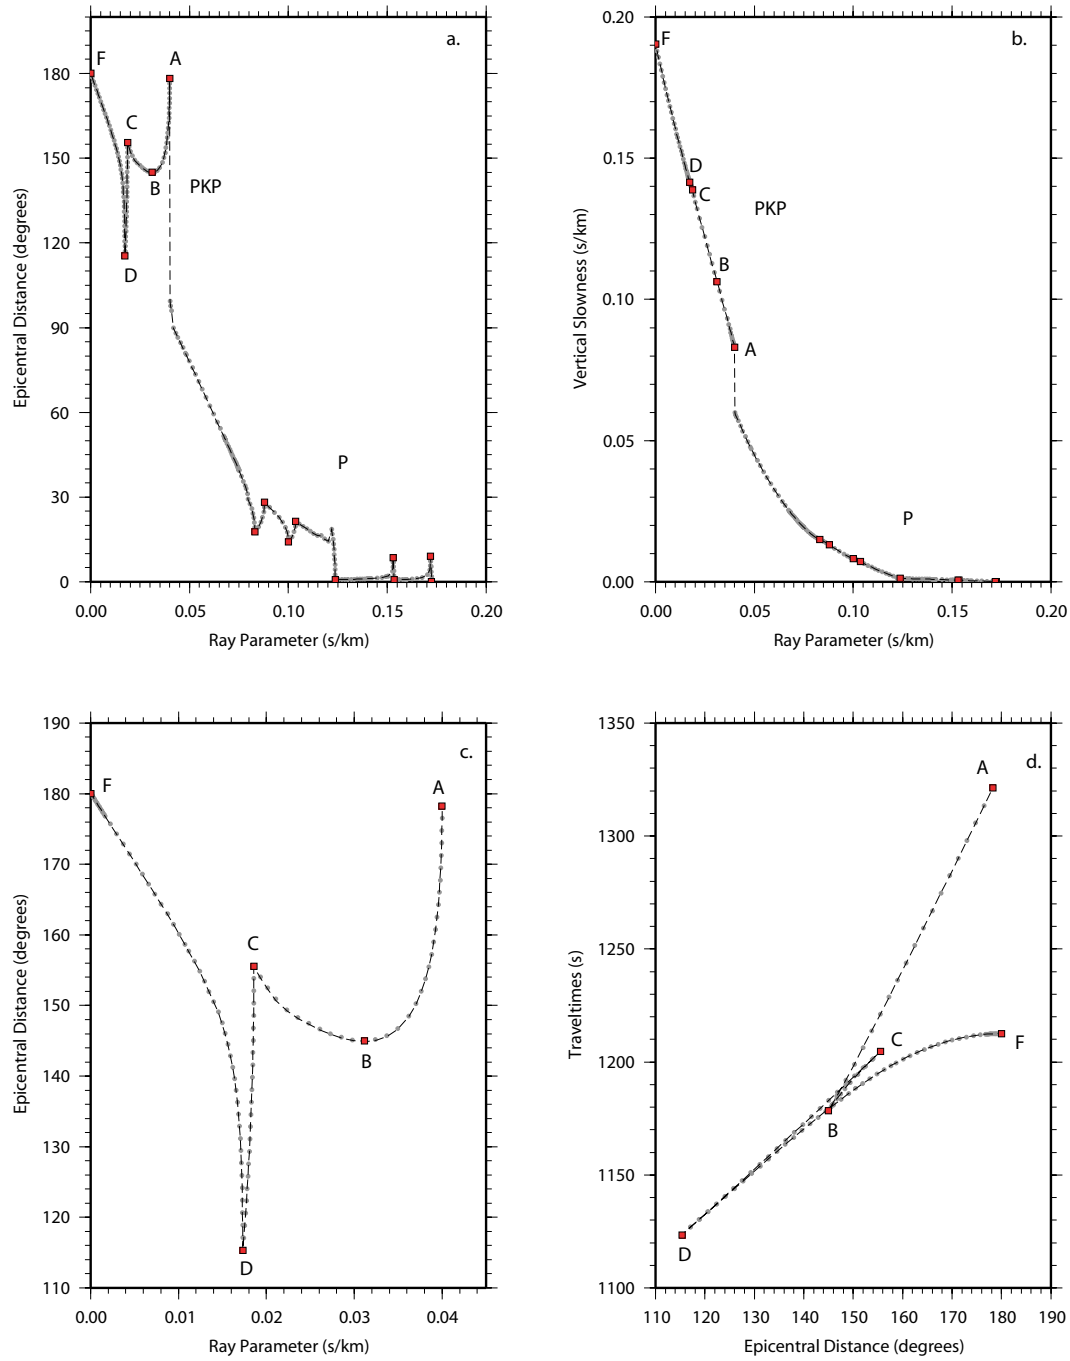 a.
F
A
C
B
D
PKP
P
180
150
120
90
60
30
0
Epicentral Distance (degrees)
0.00 0.05 0.10 0.15 0.20
Ray Parameter (s/km)
b.
F
D
C
PKP
B
A
P
0.20
0.15
0.10
0.05
0.00
Vertical Slowness (s/km)
0.00 0.05 0.10 0.15 0.20
Ray Parameter (s/km)
c.
F
A
C
B
D
190
180
170
160
150
140
130
120
110
Epicentral Distance (degrees)
0.00 0.01 0.02 0.03 0.04
Ray Parameter (s/km)
d.
A
C
F
B
D
1350
1300
1250
1200
1150
1100
Traveltimes (s)
110 120 130 140 150 160 170 180 190
Epicentral Distance (degrees)